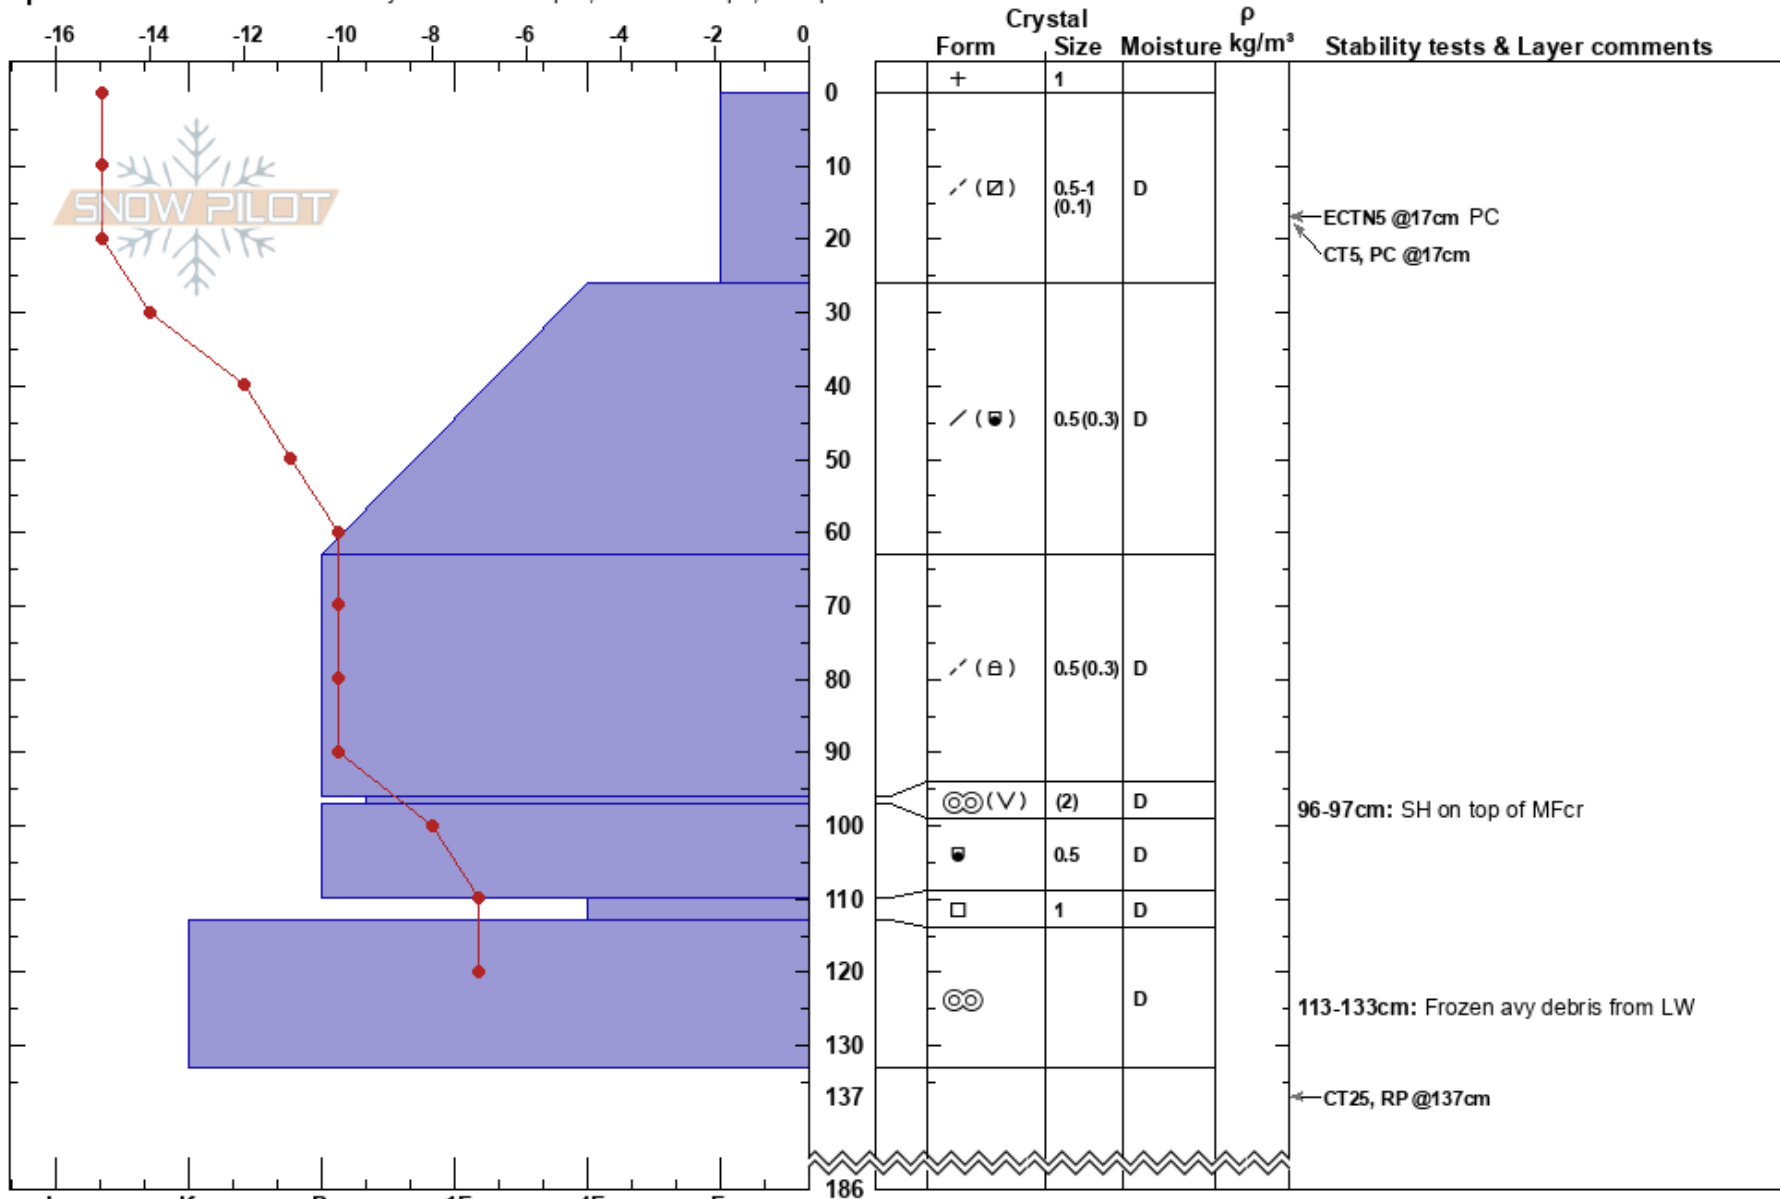 Crystal ρ
-16 -14 -12 -10 -8 -6 -4 -2 0 Form Size Moisture kg/m³ Stability tests & Layer comments
+ 1
0
10
SNOW PILOT
0.5-1 D
(0.1)
ECTN5 @17cm PC
20
CT5, PC @17cm
30
40
0.5(0.3) D
50
60
70
0.5(0.3) D
80
90
(2) D
96-97cm: SH on top of MFcr
100
0.5 D
110
1 D
120
D
113-133cm: Frozen avy debris from LW
130
137
CT25, RP @137cm
186